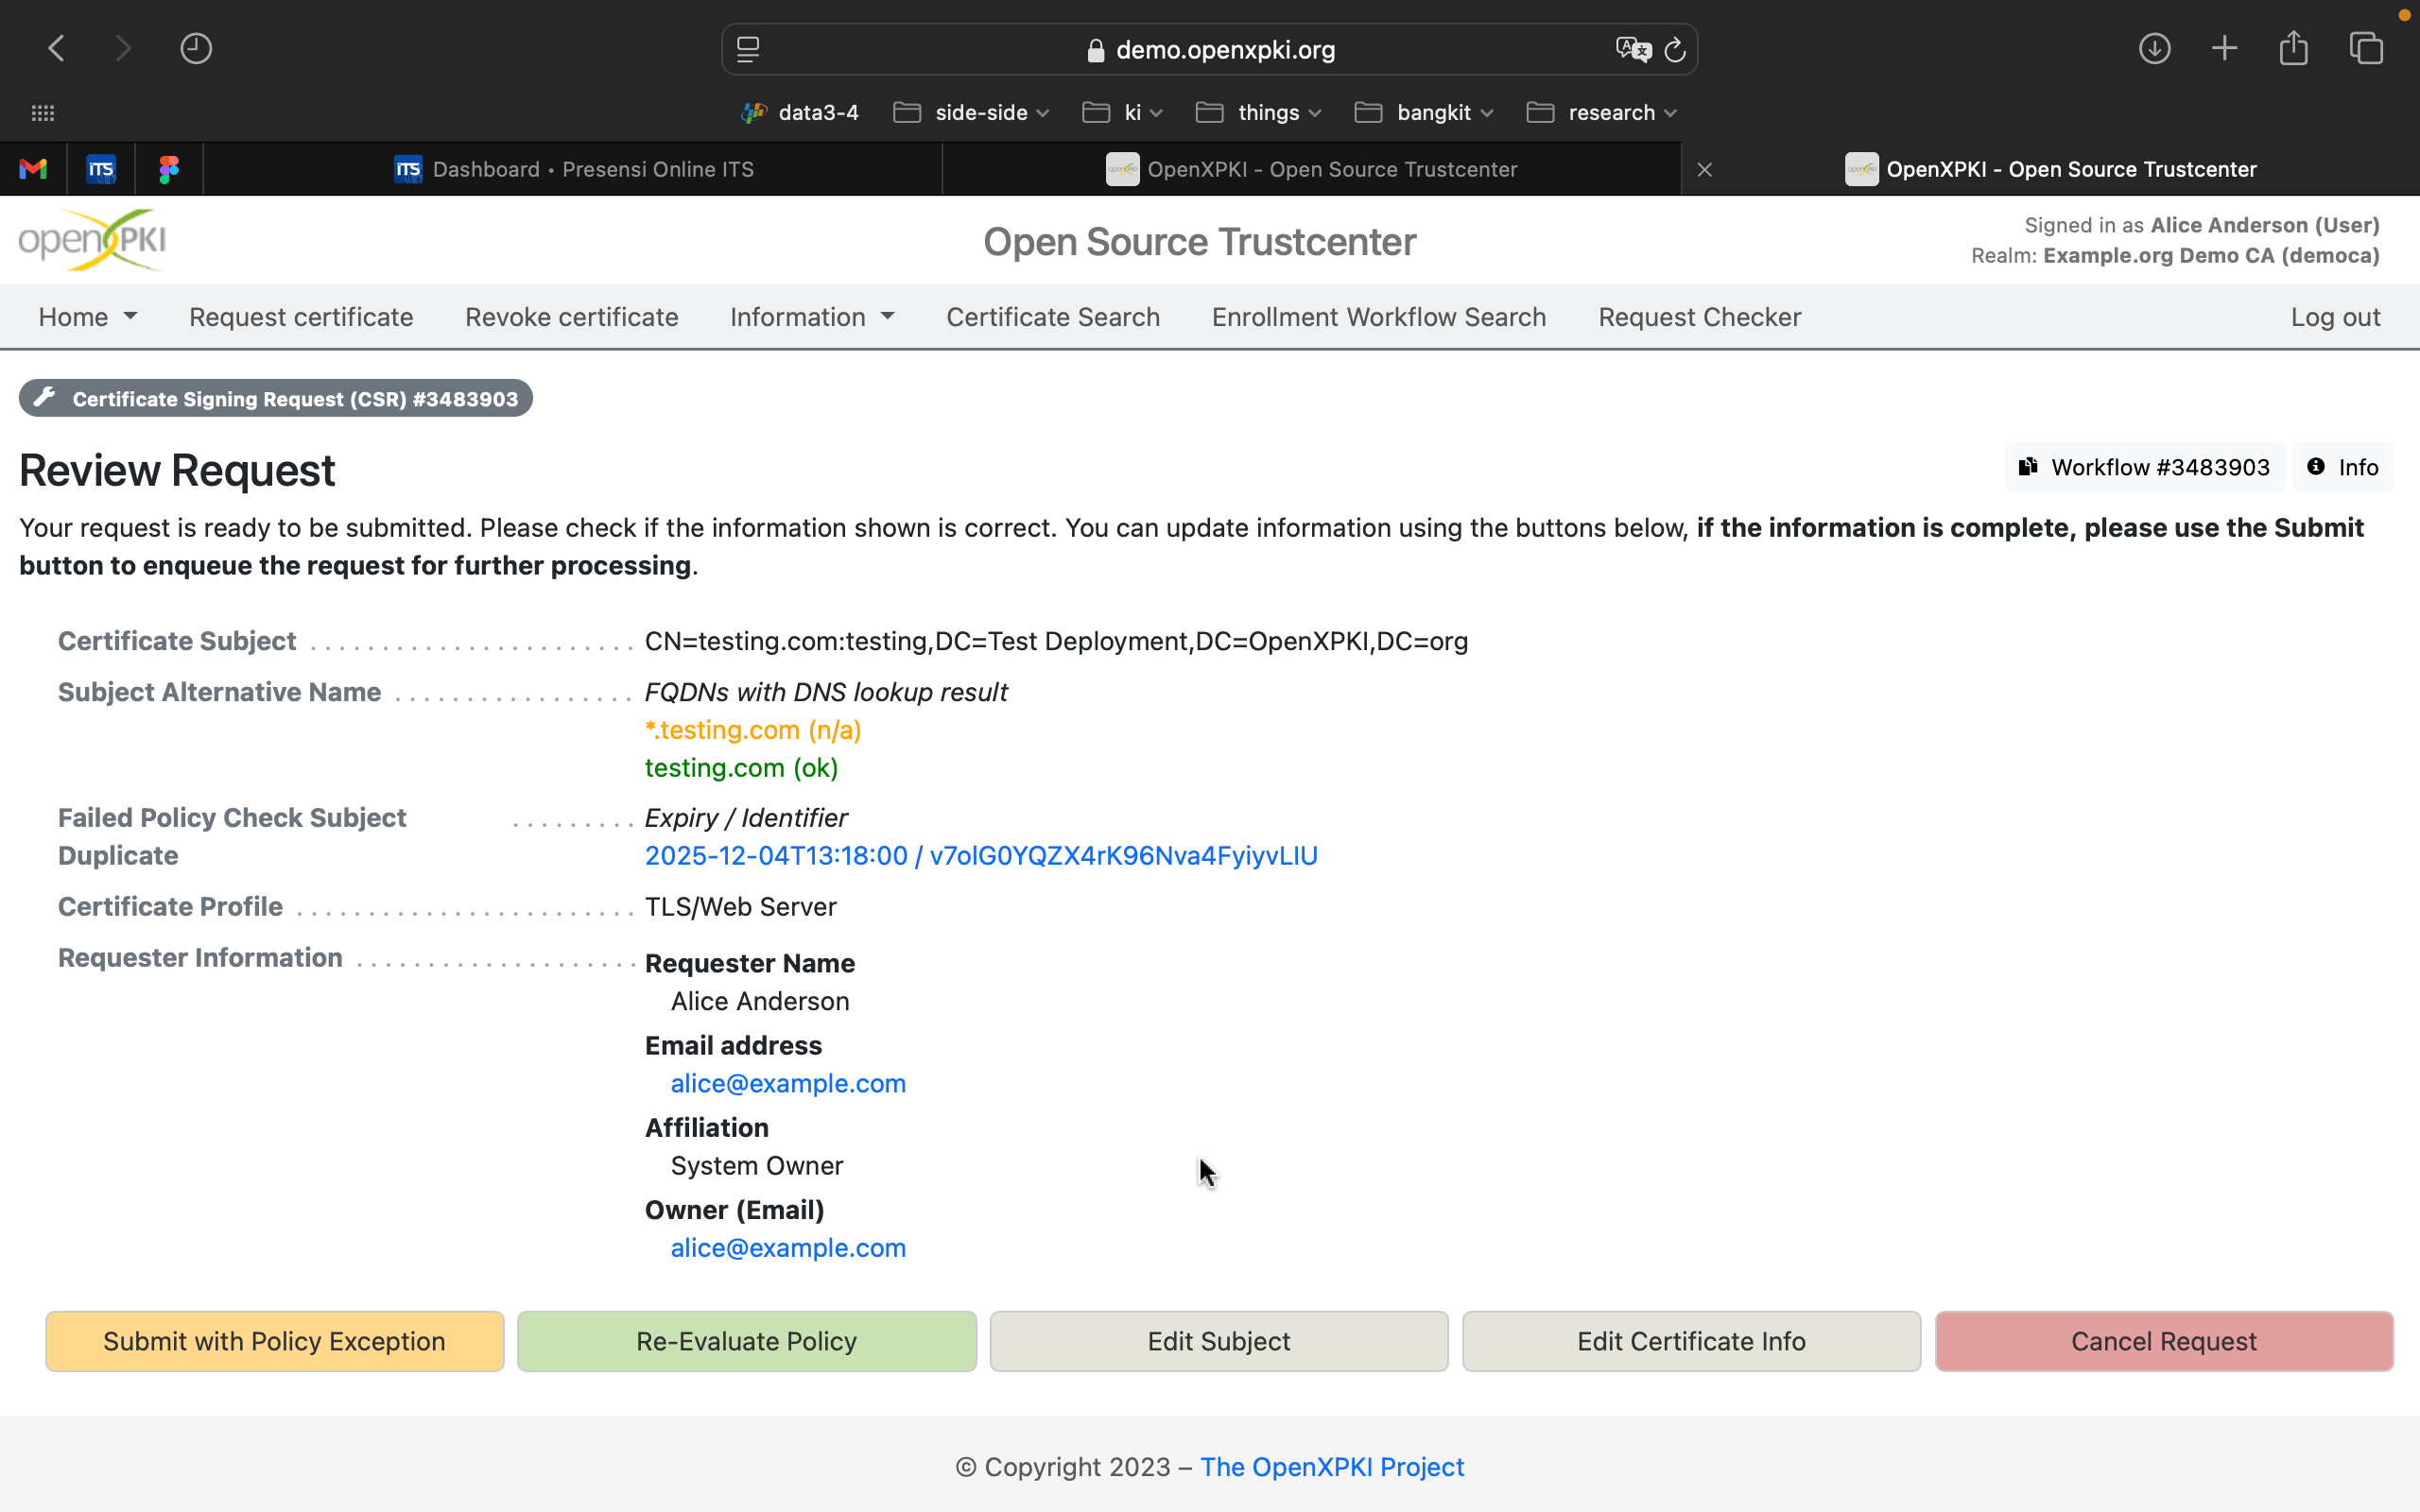 demo.openxpki.org
data3-4 side-side ki things bangkit research
Dashboard • Presensi Online ITS OpenXPKI - Open Source Trustcenter OpenXPKI - Open Source Trustcenter
ITS ITS
openXPKI
Open Source Trustcenter
Signed in as Alice Anderson (User)
Realm: Example.org Demo CA (democa)
Home Request certificate Revoke certificate Information Certificate Search Enrollment Workflow Search Request Checker Log out
Certificate Signing Request (CSR) #3483903
Review Request
Workflow #3483903 Info
Your request is ready to be submitted. Please check if the information shown is correct. You can update information using the buttons below, if the information is complete, please use the Submit
button to enqueue the request for further processing.
Certificate Subject CN=testing.com:testing,DC=Test Deployment,DC=OpenXPKI,DC=org
Subject Alternative Name FQDNs with DNS lookup result
*.testing.com (n/a)
testing.com (ok)
Failed Policy Check Subject Duplicate Expiry / Identifier
2025-12-04T13:18:00 / v7olG0YQZX4rK96Nva4FyiyvLIU
Certificate Profile TLS/Web Server
Requester Information Requester Name
Alice Anderson
Email address
alice@example.com
Affiliation
System Owner
Owner (Email)
alice@example.com
Submit with Policy Exception Re-Evaluate Policy Edit Subject Edit Certificate Info Cancel Request
© Copyright 2023 – The OpenXPKI Project